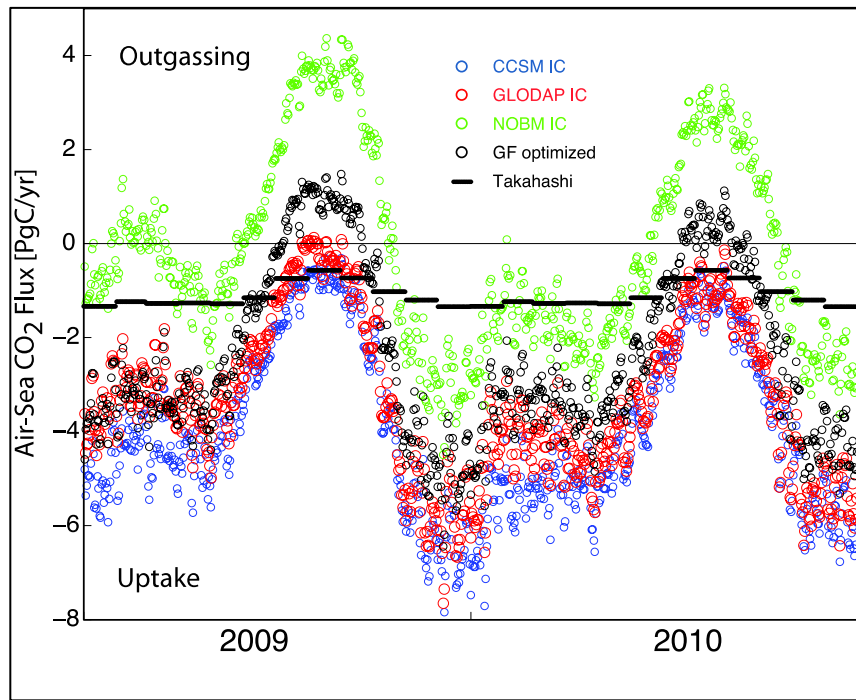 Outgassing
CCSM IC
GLODAP IC
NOBM IC
GF optimized
Takahashi
Air-Sea CO2 Flux [PgC/yr]
4
2
0
−2
−4
−6
−8
Uptake
2009
2010